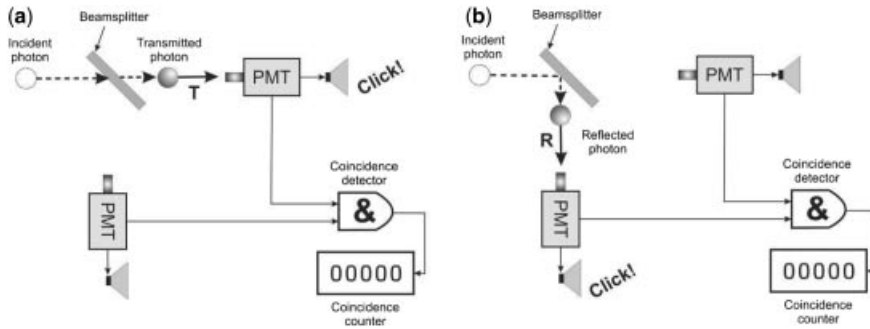 (a)
Beamsplitter
Incident
photon
Transmitted
photon
T
PMT
Click!
PMT
Coincidence
detector
&
00000
Coincidence
counter
(b)
Beamsplitter
Incident
photon
PMT
R
Reflected
photon
Coincidence
detector
PMT
&
00000
Click!
Coincidence
counter